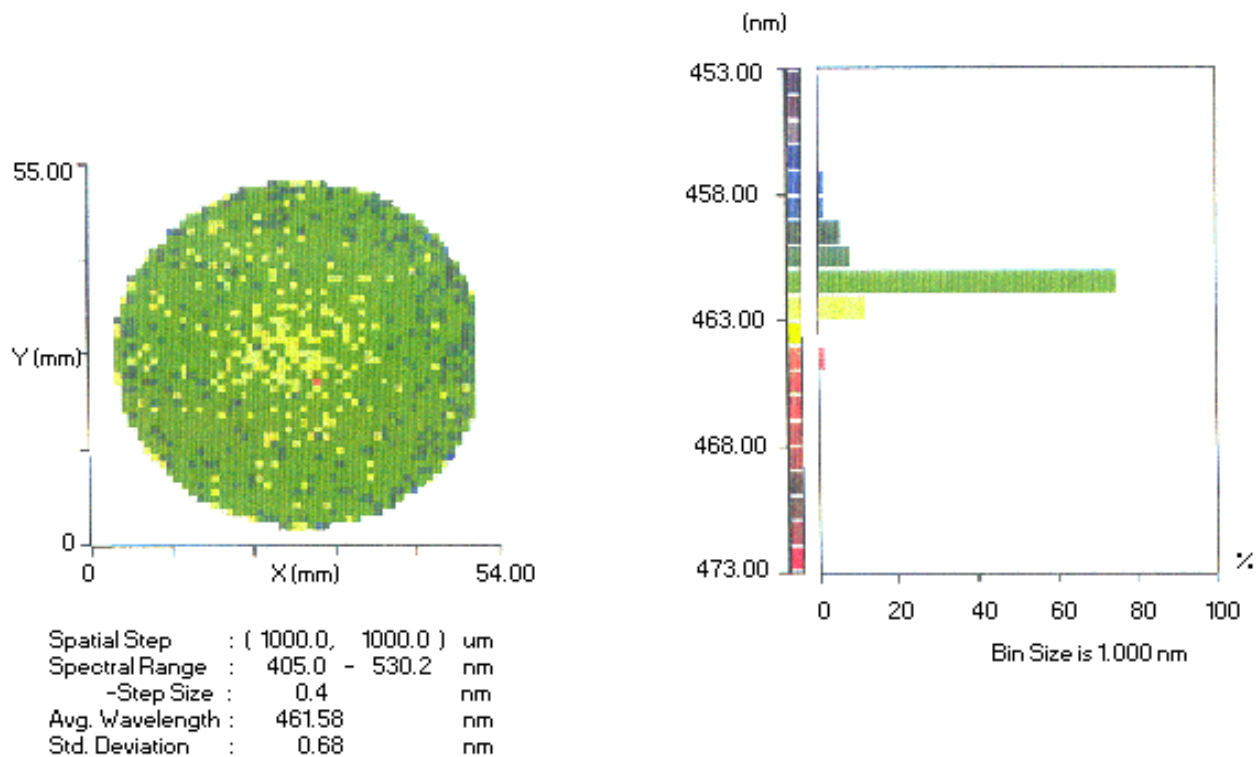 (nm)
453.00
458.00
463.00
468.00
473.00
%
0 20 40 60 80 100
Bin Size is 1.000 nm
55.00
Y (mm)
0
0 X (mm) 54.00
Spatial Step : ( 1000.0, 1000.0 ) um
Spectral Range : 405.0 - 530.2 nm
-Step Size : 0.4 nm
Avg. Wavelength : 461.58 nm
Std. Deviation : 0.68 nm